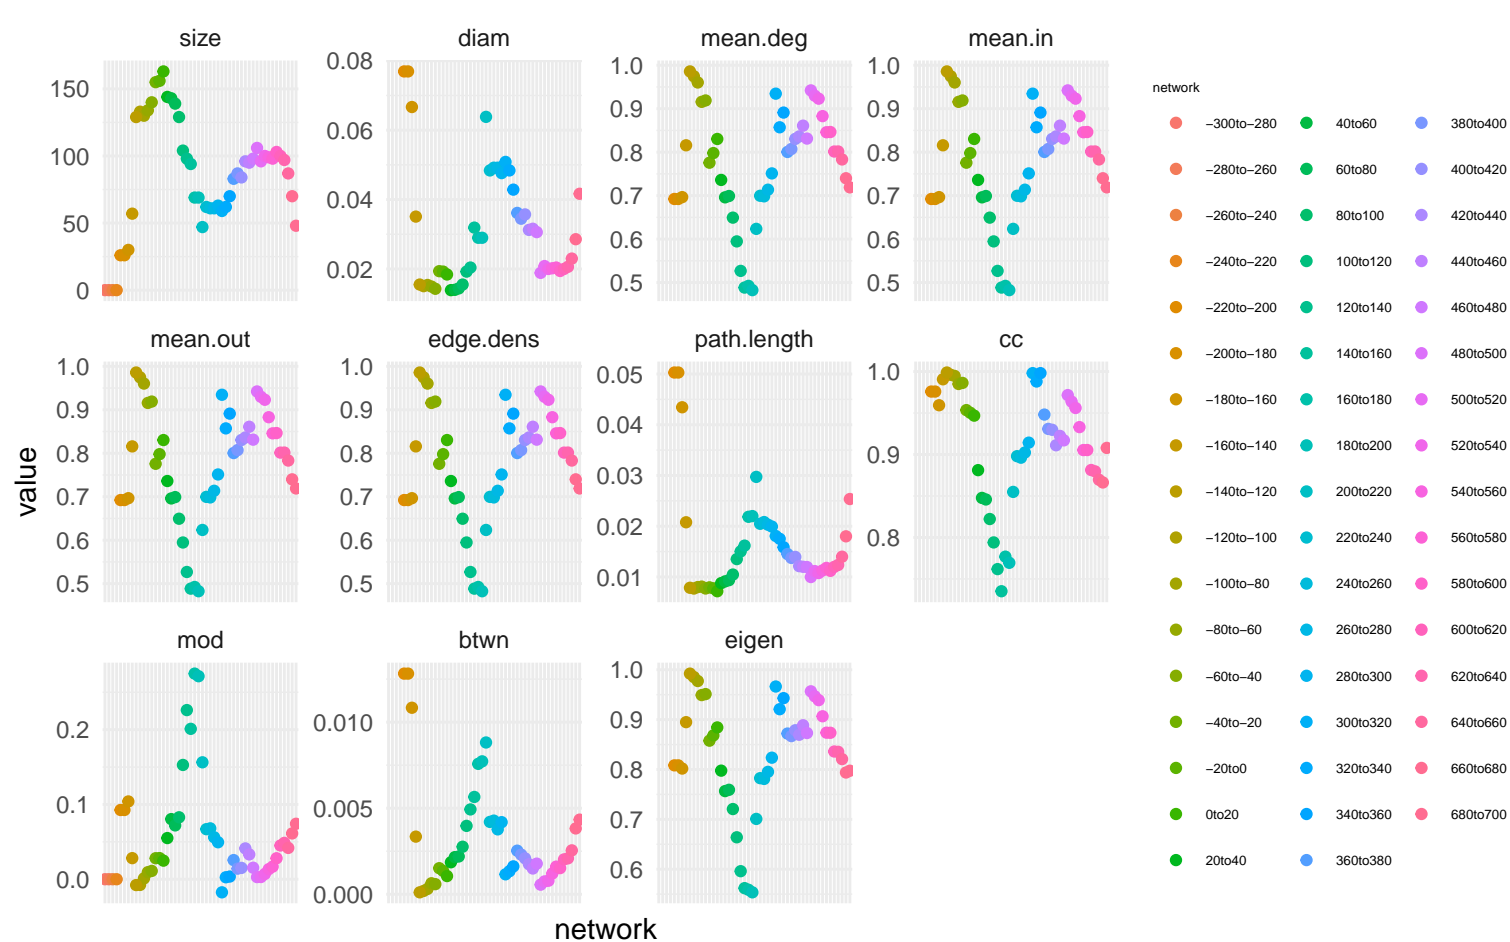 size
diam
mean.deg
mean.in
150
100
50
0
0.08
0.06
0.04
0.02
1.0
0.9
0.8
0.7
0.6
0.5
1.0
0.9
0.8
0.7
0.6
0.5
mean.out
edge.dens
path.length
cc
1.0
0.9
0.8
0.7
0.6
0.5
1.0
0.9
0.8
0.7
0.6
0.5
0.05
0.04
0.03
0.02
0.01
1.0
0.9
0.8
mod
btwn
eigen
0.2
0.1
0.0
0.010
0.005
0.000
1.0
0.9
0.8
0.7
0.6
value
network
network
−300to−280
−280to−260
−260to−240
−240to−220
−220to−200
−200to−180
−180to−160
−160to−140
−140to−120
−120to−100
−100to−80
−80to−60
−60to−40
−40to−20
−20to0
0to20
20to40
40to60
60to80
80to100
100to120
120to140
140to160
160to180
180to200
200to220
220to240
240to260
260to280
280to300
300to320
320to340
340to360
360to380
380to400
400to420
420to440
440to460
460to480
480to500
500to520
520to540
540to560
560to580
580to600
600to620
620to640
640to660
660to680
680to700